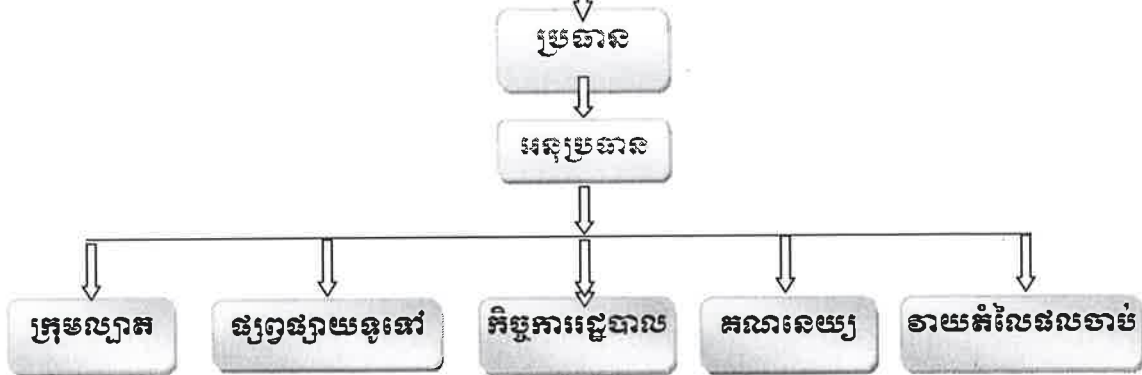 ប្រធាន
អនុប្រធាន
ក្រុមល្បាត
ផ្សព្វផ្សាយទូទៅ
កិច្ចការរដ្ឋបាល
គណនេយ្យ
វាយតំលៃផលចាប់